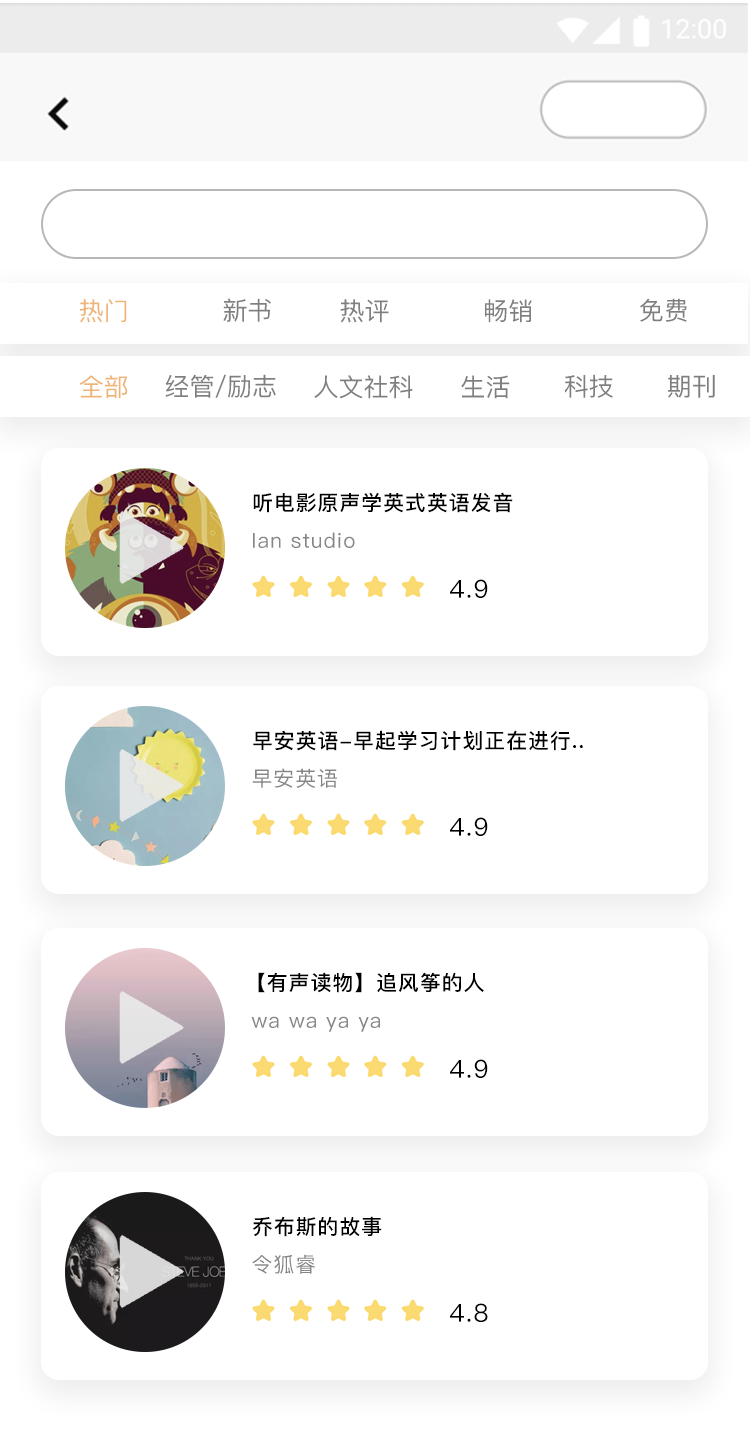 12:00
热门 新书 热评 畅销 免费
全部 经管/励志 人文社科 生活 科技 期刊
听电影原声学英式英语发音
lan studio
4.9
早安英语-早起学习计划正在进行..
早安英语
4.9
【有声读物】追风筝的人
wa wa ya ya
4.9
乔布斯的故事
令狐睿
4.8
THANK YOU
STEVE JOB
1955-2011